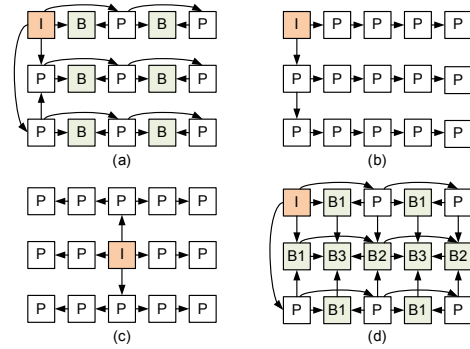 I B P B P
P B P B P
P B P B P
(a)
I P P P P
P P P P P
P P P P P
(b)
P P P P P
P P I P P
P P P P P
(c)
I B1 P B1 P
B1 B3 B2 B3 B2
P B1 P B1 P
(d)